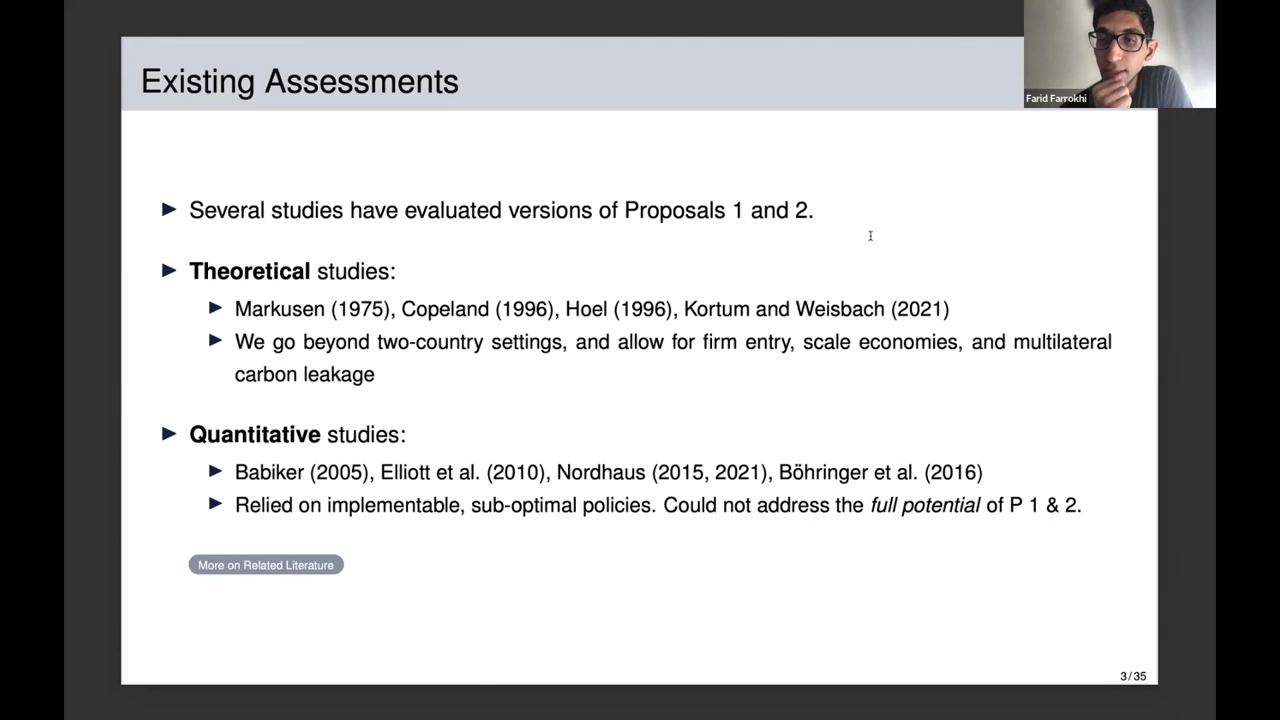 Existing Assessments
Farid Farrokhi
► Several studies have evaluated versions of Proposals 1 and 2.
► Theoretical studies:
► Markusen (1975), Copeland (1996), Hoel (1996), Kortum and Weisbach (2021)
► We go beyond two-country settings, and allow for firm entry, scale economies, and multilateral
carbon leakage
► Quantitative studies:
► Babiker (2005), Elliott et al. (2010), Nordhaus (2015, 2021), Böhringer et al. (2016)
► Relied on implementable, sub-optimal policies. Could not address the full potential of P 1 & 2.
More on Related Literature
3 / 35